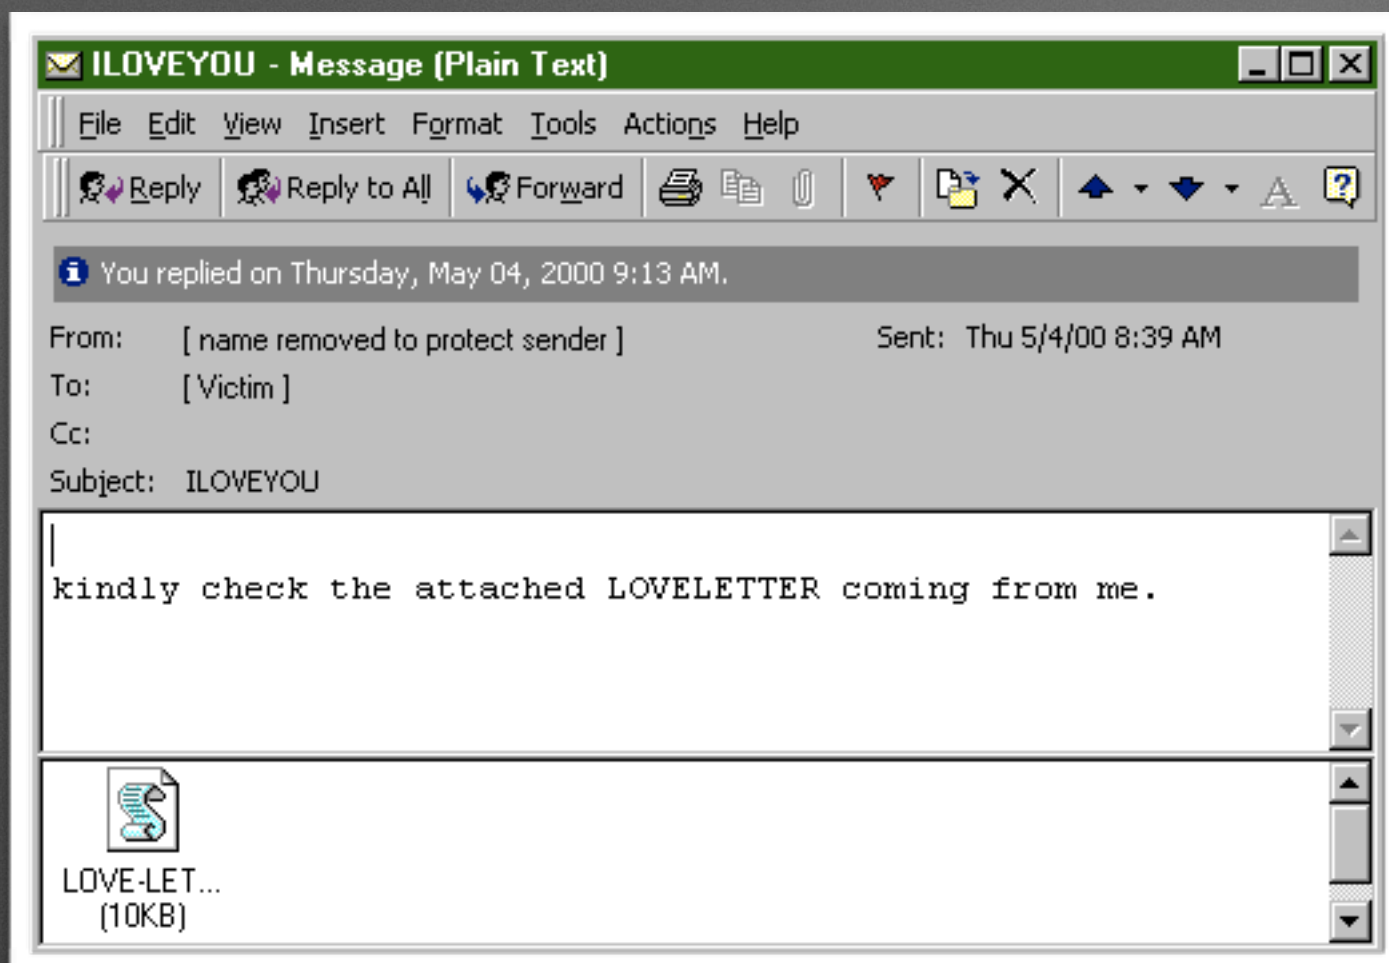 ILOVEYOU - Message (Plain Text)
File Edit View Insert Format Tools Actions Help
Reply Reply to All Forward A ?
i You replied on Thursday, May 04, 2000 9:13 AM.
From: [ name removed to protect sender ] Sent: Thu 5/4/00 8:39 AM
To: [ Victim ]
Cc:
Subject: ILOVEYOU
kindly check the attached LOVELETTER coming from me.
LOVE-LET...
(10KB)